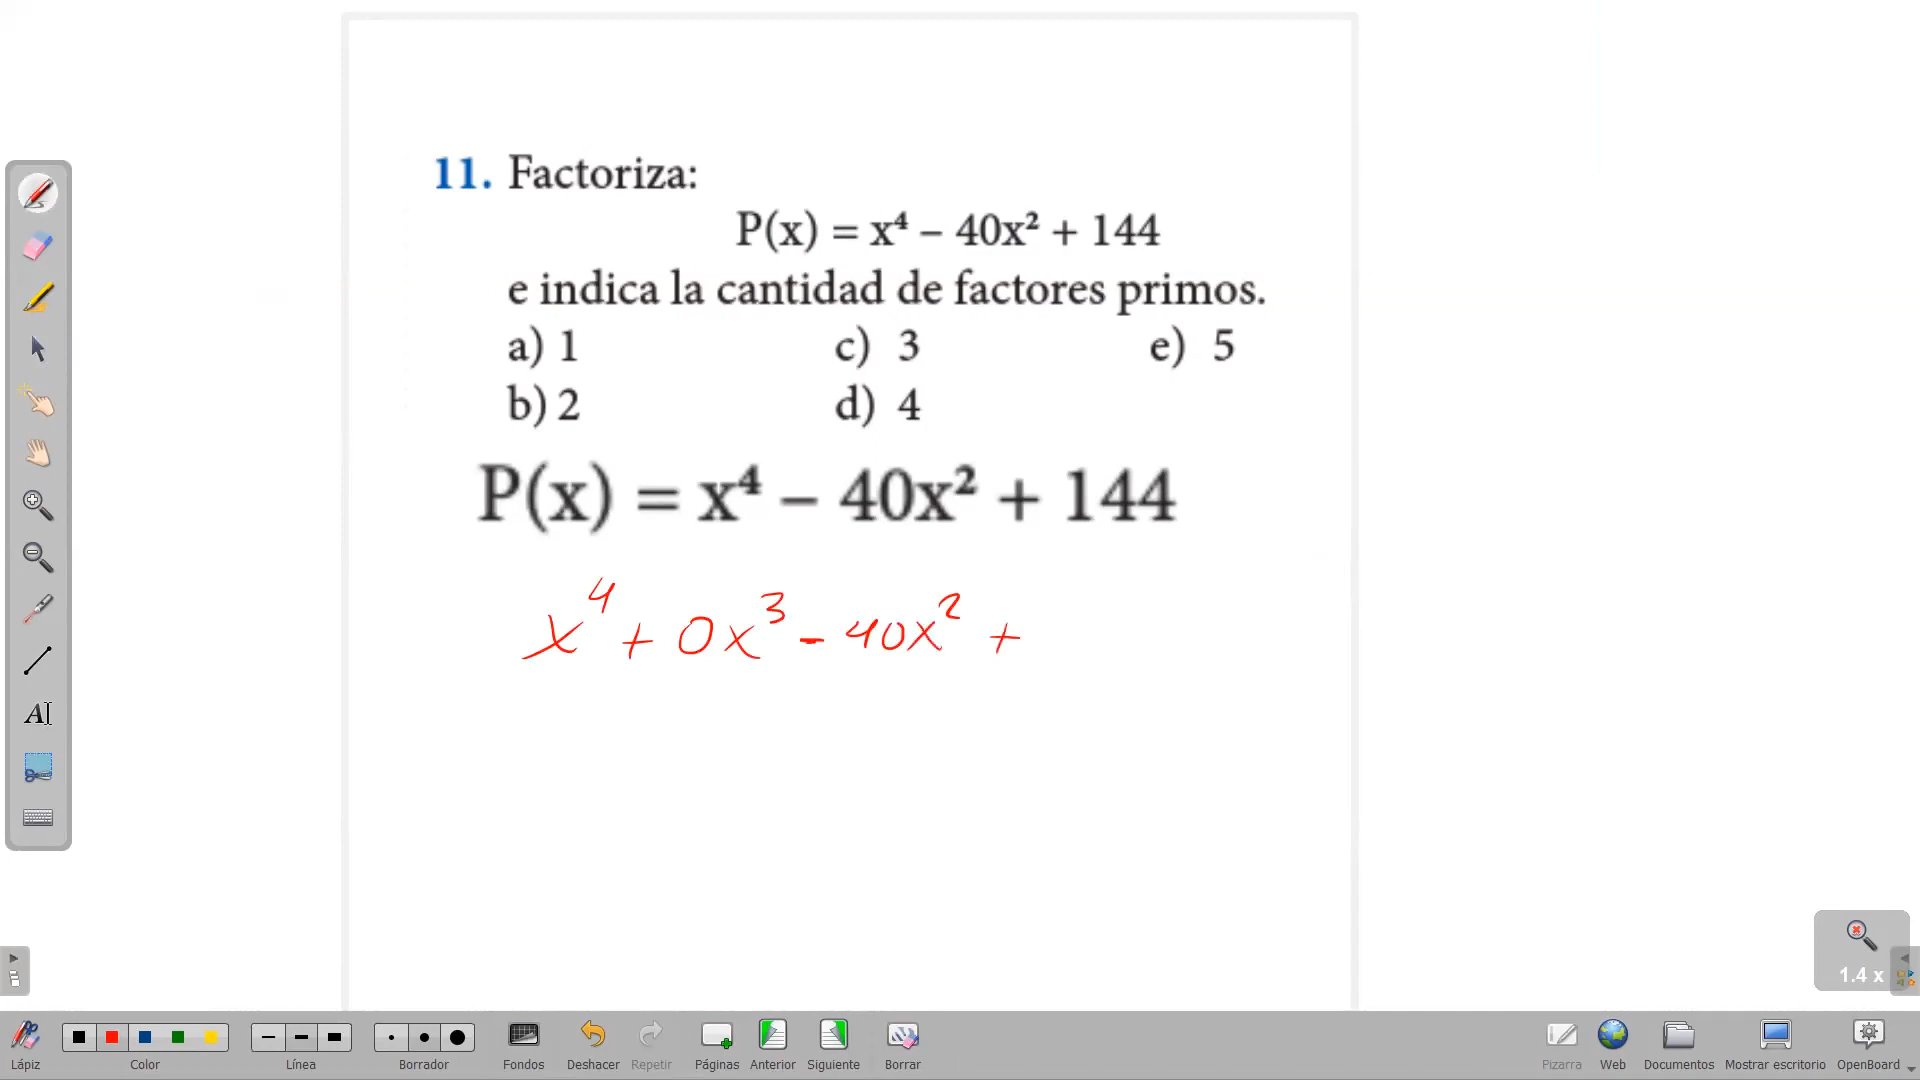 11. Factoriza:
P(x) = x⁴ – 40x² + 144
e indica la cantidad de factores primos.
a) 1 c) 3 e) 5
b) 2 d) 4
P(x) = x⁴ – 40x² + 144
x⁴ + 0x³ - 40x² +
1.4 x
Lápiz Color Línea Borrador Fondos Deshacer Repetir Páginas Anterior Siguiente Borrar Pizarra Web Documentos Mostrar escritorio OpenBoard